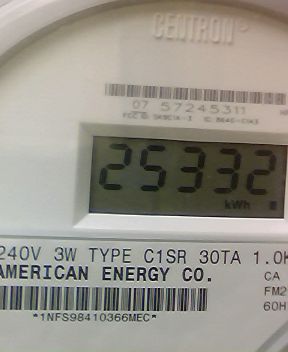 CENTRON®
07 57245311
25332
kWh
240V 3W TYPE C1SR 30TA 1.0K
AMERICAN ENERGY CO.
CA
FM2
60H
*1NFS98410366MEC*